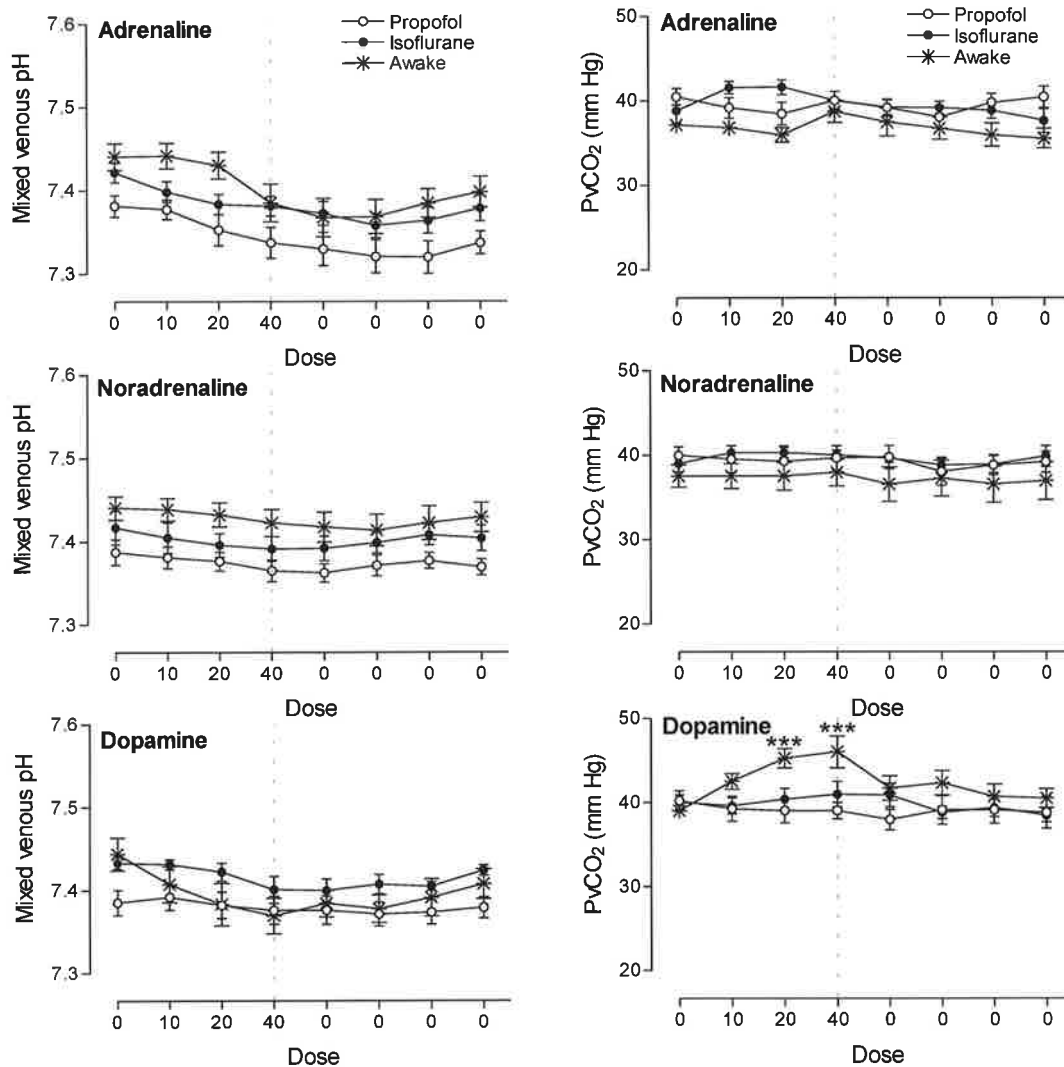 7,6
Adrenaline
Propofol
Isoflurane
Awake
7,5
7,4
7,3
Mixed venous pH
0 10 20 40 0 0 0 0
Dose
50
Adrenaline
Propofol
Isoflurane
Awake
40
30
20
PvCO2 (mm Hg)
0 10 20 40 0 0 0 0
Dose
7,6
Noradrenaline
7,5
7,4
7,3
Mixed venous pH
0 10 20 40 0 0 0 0
Dose
50
Noradrenaline
40
30
20
PvCO2 (mm Hg)
0 10 20 40 0 0 0 0
Dose
7,6
Dopamine
7,5
7,4
7,3
Mixed venous pH
0 10 20 40 0 0 0 0
Dose
50
Dopamine
*** ***
40
30
20
PvCO2 (mm Hg)
0 10 20 40 0 0 0 0
Dose